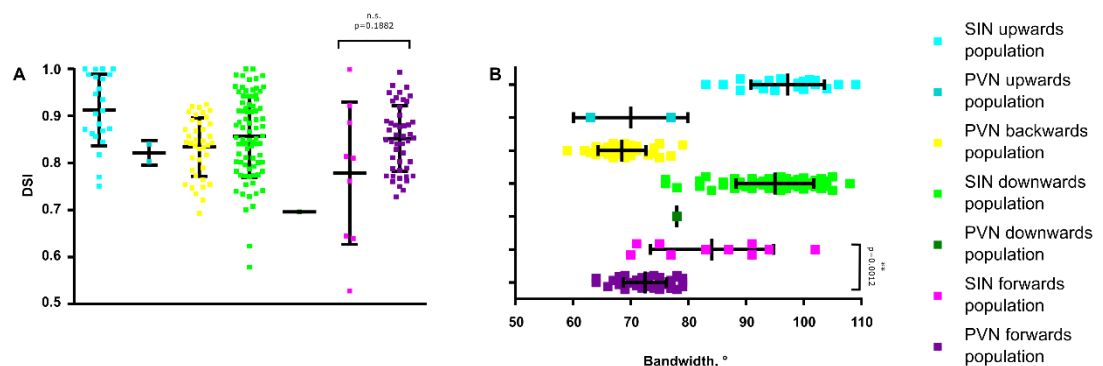 n.s.
p=0.1882
A
1.0
0.9
0.8
0.7
0.6
0.5
DSI
B
50
60
70
80
90
100
110
Bandwidth, °
**
p=0.0012
SIN upwards
population
PVN upwards
population
PVN backwards
population
SIN downwards
population
PVN downwards
population
SIN forwards
population
PVN forwards
population